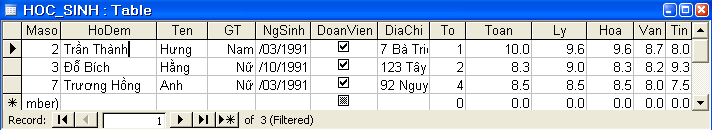 HOC_SINH : Table
Maso HoDem Ten GT NgSinh DoanVien DiaChi To Toan Ly Hoa Van Tin
2 Trần Thành Hưng Nam /03/1991 7 Bà Triệ 1 10.0 9.6 9.6 8.7 8.0
3 Đỗ Bích Hằng Nữ /10/1991 123 Tây 2 8.3 9.0 8.3 8.2 9.3
7 Trương Hồng Anh Nữ /03/1991 92 Nguy 4 8.5 8.5 8.5 8.0 7.5
mber) 0 0.0 0.0 0.0 0.0 0.0
Record: 1 of 3 (Filtered)